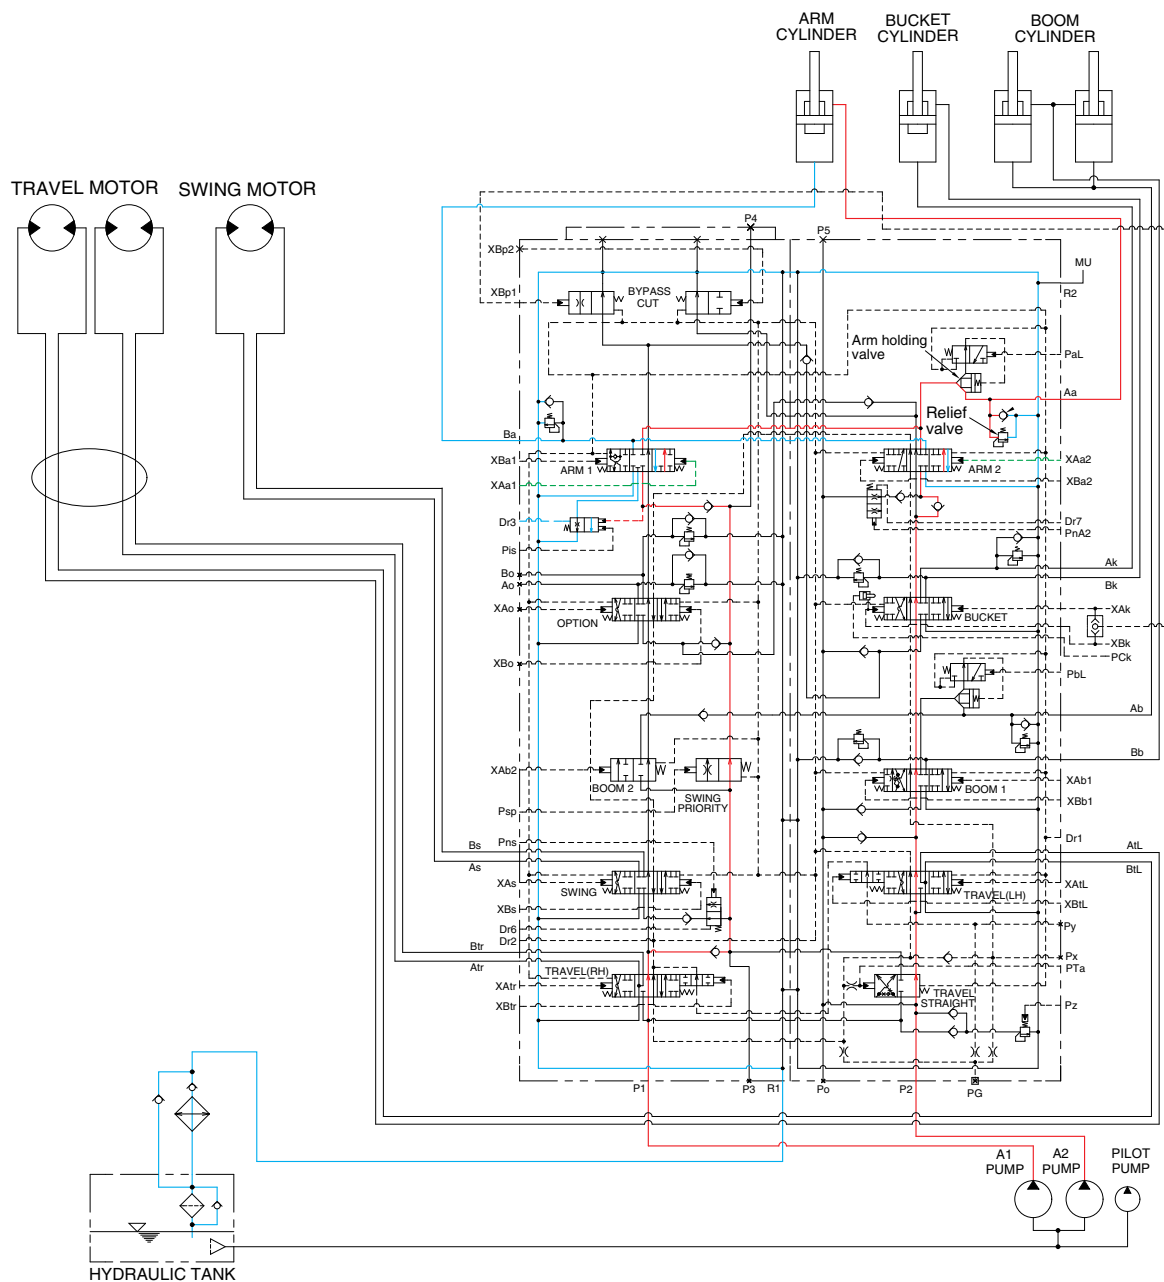 ARM
CYLINDER
BUCKET
CYLINDER
BOOM
CYLINDER
TRAVEL MOTOR
SWING MOTOR
P4
P5
XBp2
MU
XBp1
BYPASS
CUT
R2
Arm holding
valve
PaL
Aa
Relief
valve
Ba
XBa1
ARM 1
ARM 2
XAa2
XAa1
XBa2
Dr3
Dr7
PnA2
Pis
Ak
Bo
Ao
Bk
XAo
OPTION
BUCKET
XAk
XBk
PCk
XBo
PbL
Ab
Bb
XAb2
BOOM 2
SWING
PRIORITY
BOOM 1
XAb1
XBb1
Psp
Pns
Dr1
Bs
AtL
As
BtL
XAs
SWING
TRAVEL(LH)
XAtL
XBs
XBtL
Dr6
Py
Dr2
Btr
Px
Atr
TRAVEL(RH)
PTa
XAtr
TRAVEL
STRAIGHT
XBtr
Pz
P1
P3
R1
Po
P2
PG
A1
PUMP
A2
PUMP
PILOT
PUMP
HYDRAULIC TANK